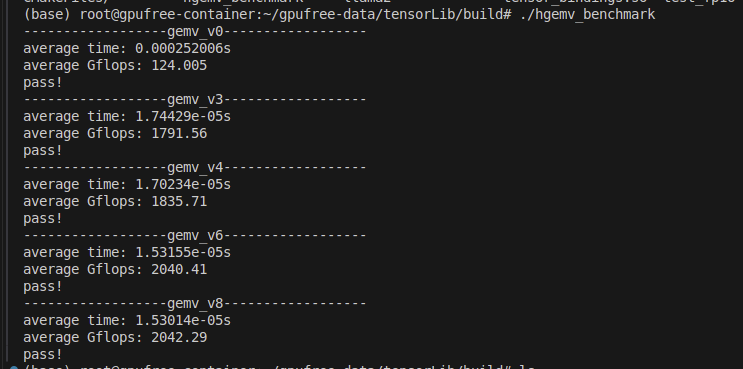 (base) root@gpufree-container:~/gpufree-data/tensorLib/build# ./hgemv_benchmark
------------------gemv_v0------------------
average time: 0.000252006s
average Gflops: 124.005
pass!
------------------gemv_v3------------------
average time: 1.74429e-05s
average Gflops: 1791.56
pass!
------------------gemv_v4------------------
average time: 1.70234e-05s
average Gflops: 1835.71
pass!
------------------gemv_v6------------------
average time: 1.53155e-05s
average Gflops: 2040.41
pass!
------------------gemv_v8------------------
average time: 1.53014e-05s
average Gflops: 2042.29
pass!